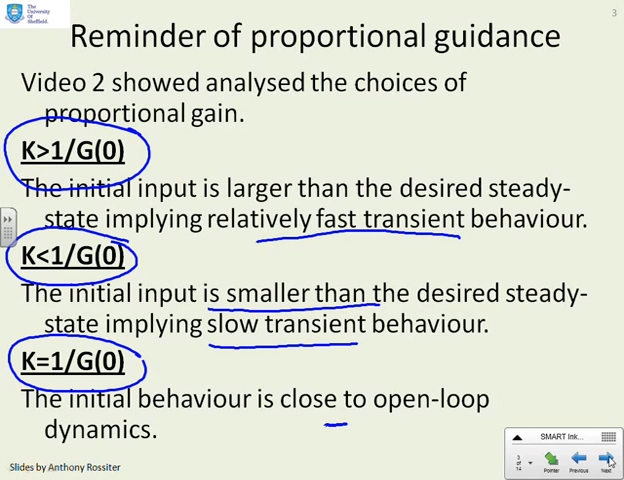 The
University
Of
Sheffield.
3
Reminder of proportional guidance
Video 2 showed analysed the choices of
proportional gain.
K>1/G(0)
The initial input is larger than the desired steady-
state implying relatively fast transient behaviour.
K<1/G(0)
The initial input is smaller than the desired steady-
state implying slow transient behaviour.
K=1/G(0)
The initial behaviour is close to open-loop
dynamics.
SMART Ink...
3
of
14
Pointer
Previous
Next
Slides by Anthony Rossiter